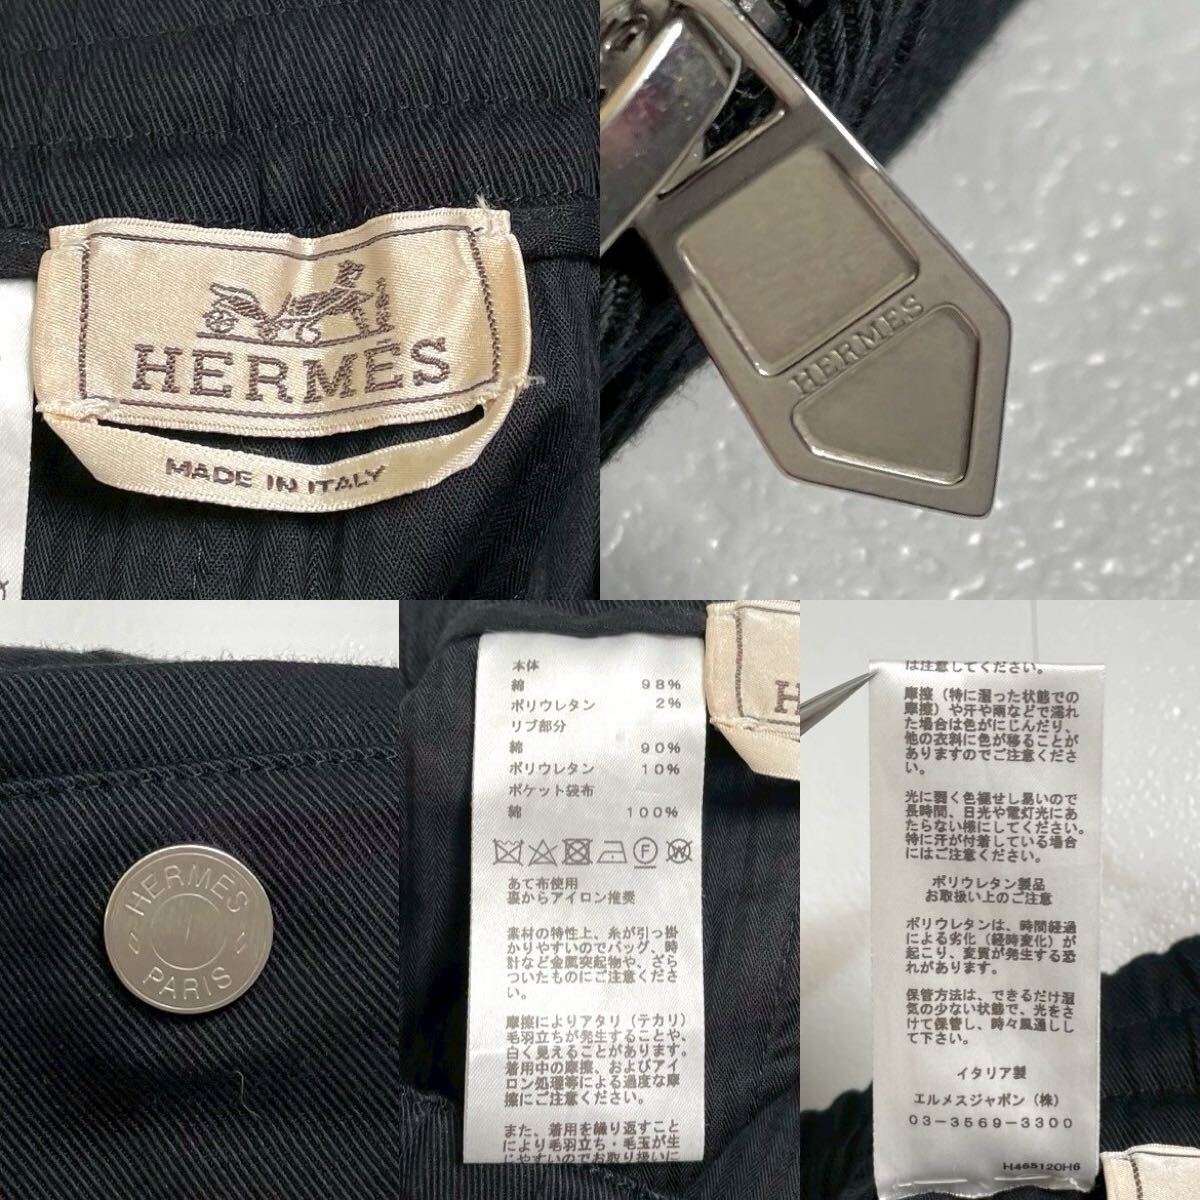 HERMES
MADE IN ITALY
HERMES
HERMES
PARIS
本体
綿 98%
ポリウレタン 2%
リブ部分
綿 90%
ポリウレタン 10%
ポケット袋布
綿 100%
あて布使用
裏からアイロン推奨
素材の特性上、糸が引っ掛
かりやすいのでバッグ、時
計など金属突起物や、ざら
ついたものにご注意くださ
い。
摩擦によりアタリ（テカリ）
毛羽立ちが発生することや、
白く見えることがあります。
着用中の摩擦、およびアイ
ロン処理等による過度な摩
擦にご注意ください。
また、着用を繰り返すこと
により毛羽立ち・毛玉が生
じやすいのでお取り扱いに
は注意してください。
摩擦（特に湿った状態での
摩擦）や汗や雨などで濡れ
た場合は色がにじんだり、
他の衣料に色が移ることが
ありますのでご注意くださ
い。
光に弱く色褪せし易いので
長時間、日光や電灯光にあ
たらない様にしてください。
特に汗が付着している場合
にはご注意ください。
ポリウレタン製品
お取扱い上のご注意
ポリウレタンは、時間経過
による劣化（経時変化）が
起こり、変質が発生する恐
れがあります。
保管方法は、できるだけ湿
気の少ない状態で、光をさ
けて保管し、時々風通しし
て下さい。
イタリア製
エルメスジャポン（株）
03-3569-3300
H465120H6